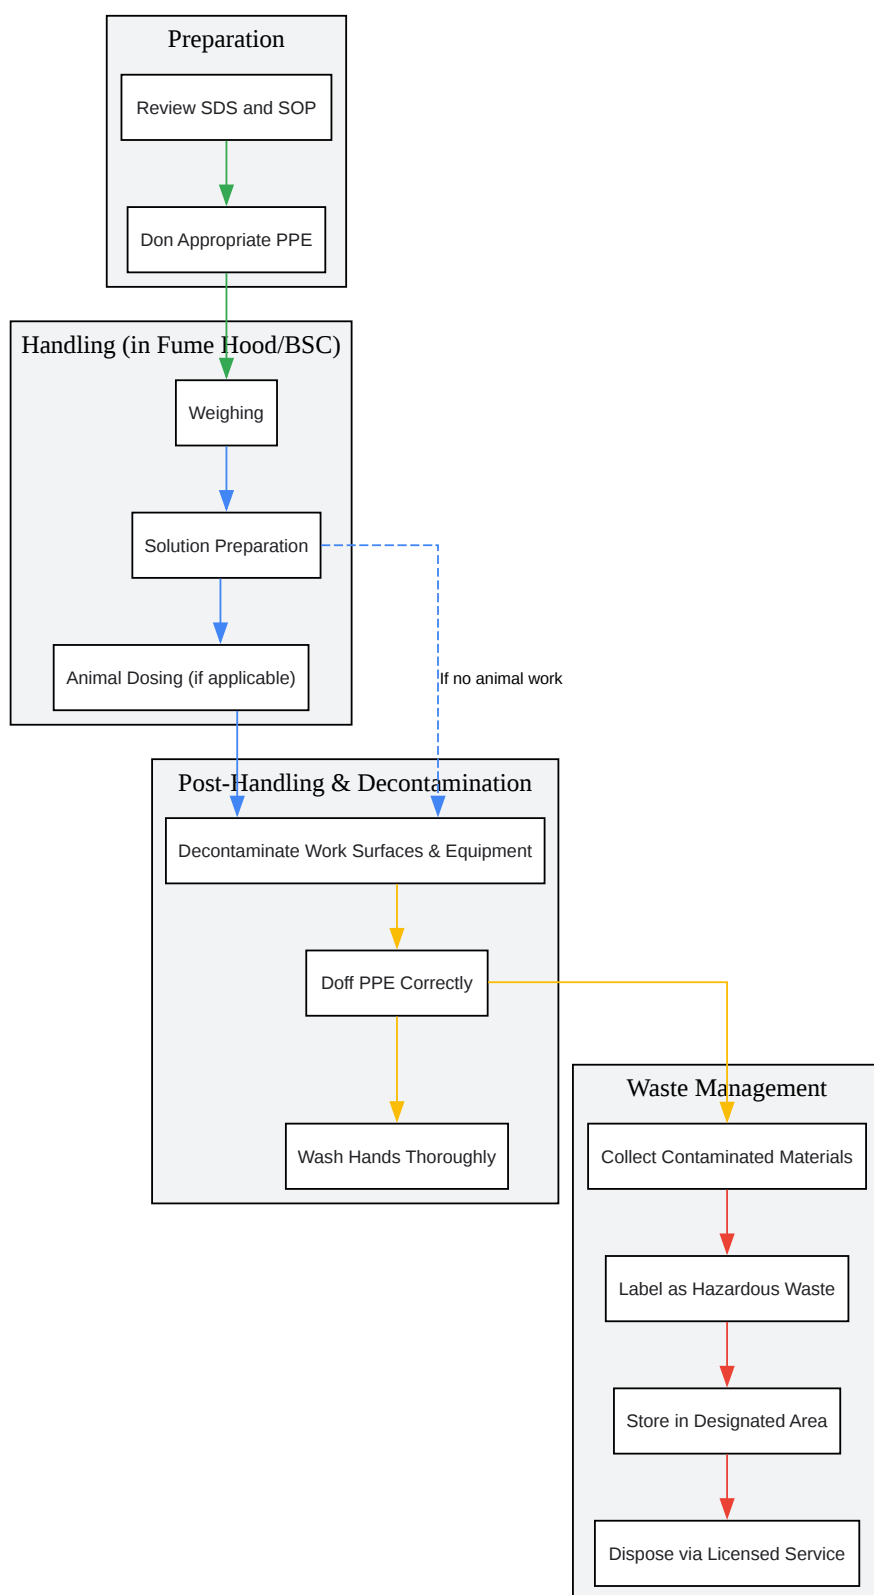 Preparation
Review SDS and SOP
Don Appropriate PPE
Handling (in Fume Hood/BSC)
Weighing
Solution Preparation
Animal Dosing (if applicable)
If no animal work
Post-Handling & Decontamination
Decontaminate Work Surfaces & Equipment
Doff PPE Correctly
Wash Hands Thoroughly
Waste Management
Collect Contaminated Materials
Label as Hazardous Waste
Store in Designated Area
Dispose via Licensed Service